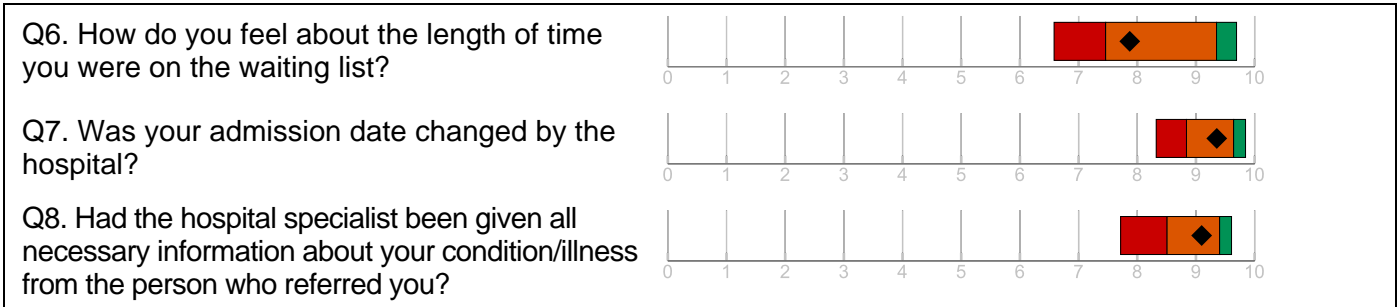 Q6. How do you feel about the length of time
you were on the waiting list?
0 1 2 3 4 5 6 7 8 9 10
Q7. Was your admission date changed by the
hospital?
0 1 2 3 4 5 6 7 8 9 10
Q8. Had the hospital specialist been given all
necessary information about your condition/illness
from the person who referred you?
0 1 2 3 4 5 6 7 8 9 10